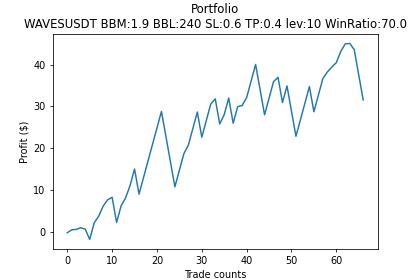 Portfolio
WAVESUSDT BBM:1.9 BBL:240 SL:0.6 TP:0.4 lev:10 WinRatio:70.0
Profit ($)
40
30
20
10
0
0 10 20 30 40 50 60
Trade counts